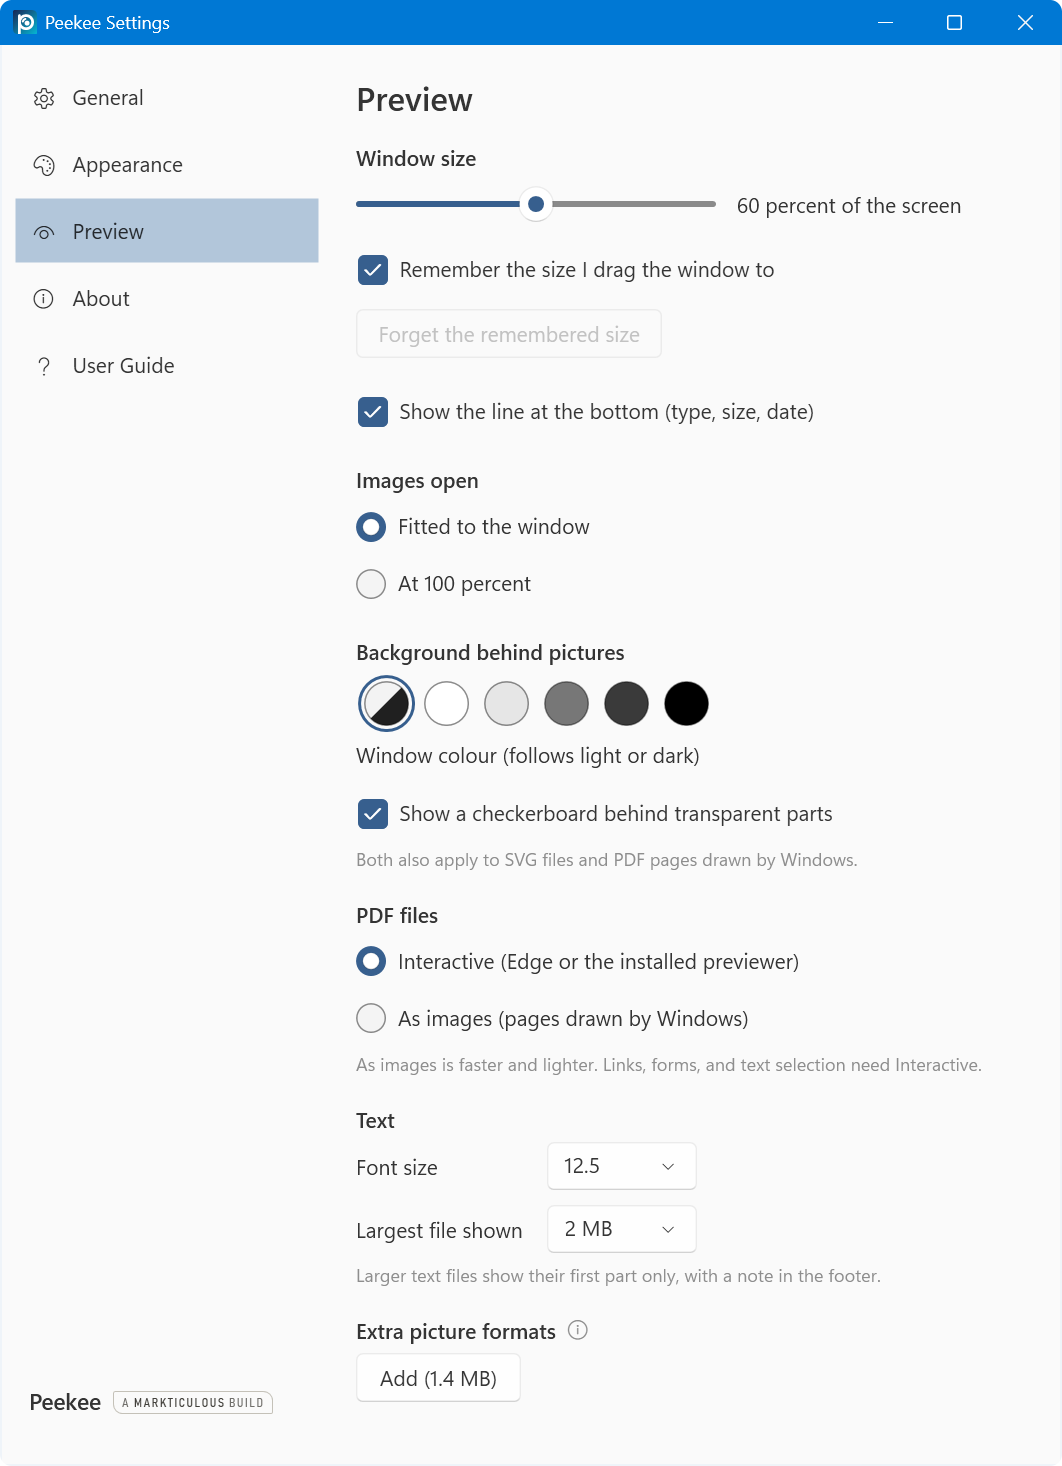 Peekee Settings
General
Appearance
Preview
About
User Guide
Preview
Window size
60 percent of the screen
Remember the size I drag the window to
Forget the remembered size
Show the line at the bottom (type, size, date)
Images open
Fitted to the window
At 100 percent
Background behind pictures
Window colour (follows light or dark)
Show a checkerboard behind transparent parts
Both also apply to SVG files and PDF pages drawn by Windows.
PDF files
Interactive (Edge or the installed previewer)
As images (pages drawn by Windows)
As images is faster and lighter. Links, forms, and text selection need Interactive.
Text
Font size 12.5
Largest file shown 2 MB
Larger text files show their first part only, with a note in the footer.
Extra picture formats
Add (1.4 MB)
Peekee A MARKTICULOUS BUILD